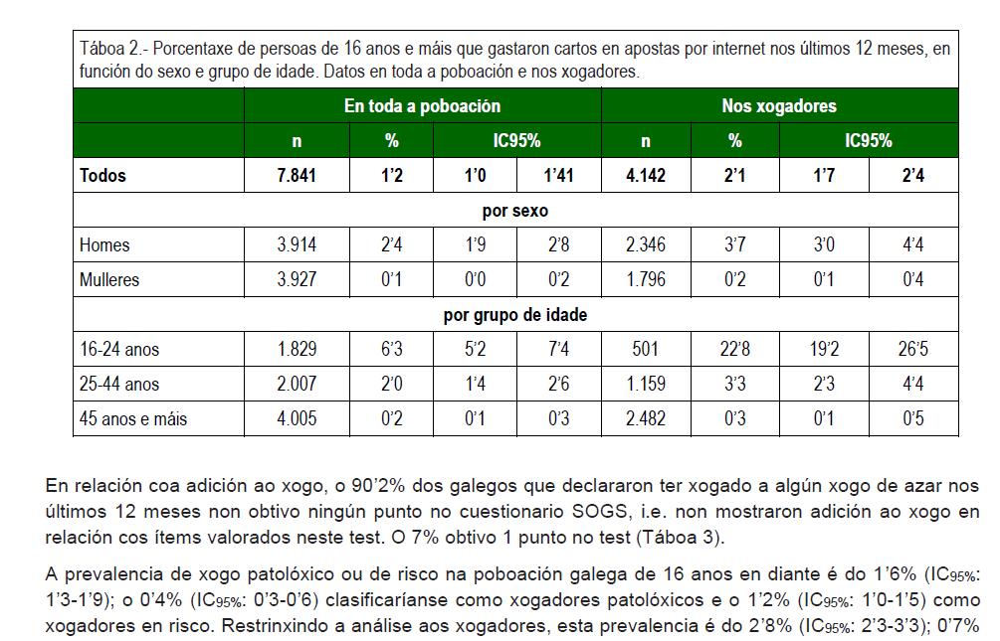 Táboa 2.- Porcentaxe de persoas de 16 anos e máis que gastaron cartos en apostas por internet nos últimos 12 meses, en
función do sexo e grupo de idade. Datos en toda a poboación e nos xogadores.
En toda a poboación Nos xogadores
n % IC95% n % IC95%
Todos 7.841 1’2 1’0 1’41 4.142 2’1 1’7 2’4
por sexo
Homes 3.914 2’4 1’9 2’8 2.346 3’7 3’0 4’4
Mulleres 3.927 0’1 0’0 0’2 1.796 0’2 0’1 0’4
por grupo de idade
16-24 anos 1.829 6’3 5’2 7’4 501 22’8 19’2 26’5
25-44 anos 2.007 2’0 1’4 2’6 1.159 3’3 2’3 4’4
45 anos e máis 4.005 0’2 0’1 0’3 2.482 0’3 0’1 0’5
En relación coa adición ao xogo, o 90’2% dos galegos que declararon ter xogado a algún xogo de azar nos
últimos 12 meses non obtivo ningún punto no cuestionario SOGS, i.e. non mostraron adición ao xogo en
relación cos ítems valorados neste test. O 7% obtivo 1 punto no test (Táboa 3).
A prevalencia de xogo patolóxico ou de risco na poboación galega de 16 anos en diante é do 1’6% (IC95%:
1’3-1’9); o 0’4% (IC95%: 0’3-0’6) clasificaríanse como xogadores patolóxicos e o 1’2% (IC95%: 1’0-1’5) como
xogadores en risco. Restrinxindo a análise aos xogadores, esta prevalencia é do 2’8% (IC95%: 2’3-3’3); 0’7%